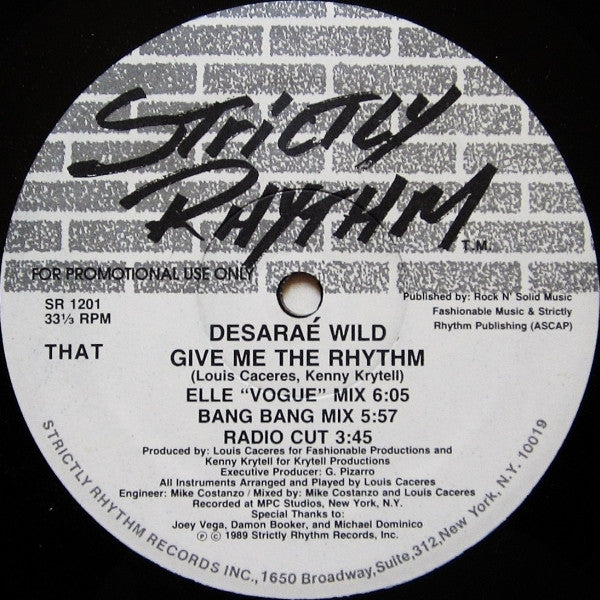 STRICTLY
RHYTHM
T.M.
FOR PROMOTIONAL USE ONLY
SR 1201
33⅓ RPM
THAT
Published by: Rock N' Solid Music
Fashionable Music & Strictly
Rhythm Publishing (ASCAP)
DESARAÉ WILD
GIVE ME THE RHYTHM
(Louis Caceres, Kenny Krytell)
ELLE "VOGUE" MIX 6:05
BANG BANG MIX 5:57
RADIO CUT 3:45
Produced by: Louis Caceres for Fashionable Productions and
Kenny Krytell for Krytell Productions
Executive Producer: G. Pizarro
All Instruments Arranged and Played by Louis Caceres
Engineer: Mike Costanzo / Mixed by: Mike Costanzo and Louis Caceres
Recorded at MPC Studios, New York, N.Y.
Special Thanks to:
Joey Vega, Damon Booker, and Michael Dominico
℗ © 1989 Strictly Rhythm Records, Inc.
STRICTLY RHYTHM RECORDS INC., 1650 Broadway, Suite, 312, New York, N.Y. 10019